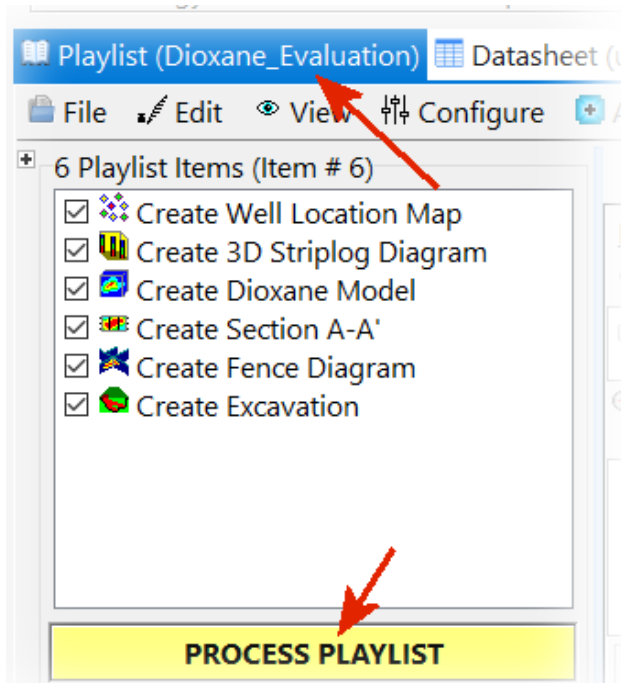 Playlist (Dioxane_Evaluation) Datasheet
File Edit View Configure
6 Playlist Items (Item # 6)
Create Well Location Map
Create 3D Striplog Diagram
Create Dioxane Model
Create Section A-A'
Create Fence Diagram
Create Excavation
PROCESS PLAYLIST